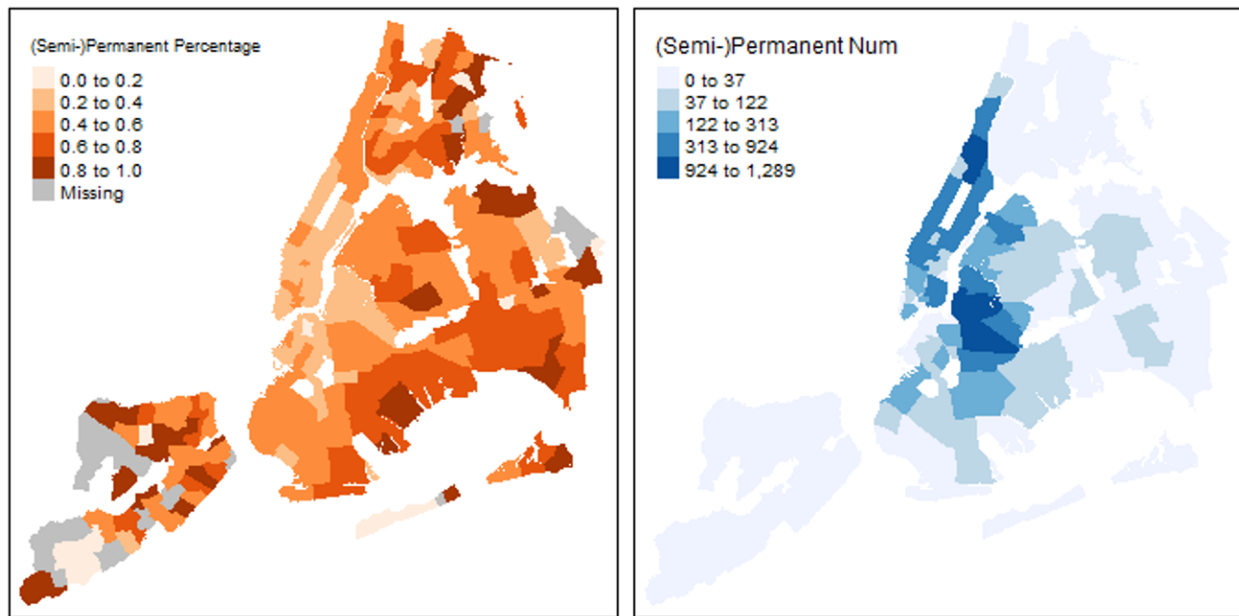 (Semi-)Permanent Percentage
0.0 to 0.2
0.2 to 0.4
0.4 to 0.6
0.6 to 0.8
0.8 to 1.0
Missing
(Semi-)Permanent Num
0 to 37
37 to 122
122 to 313
313 to 924
924 to 1,289